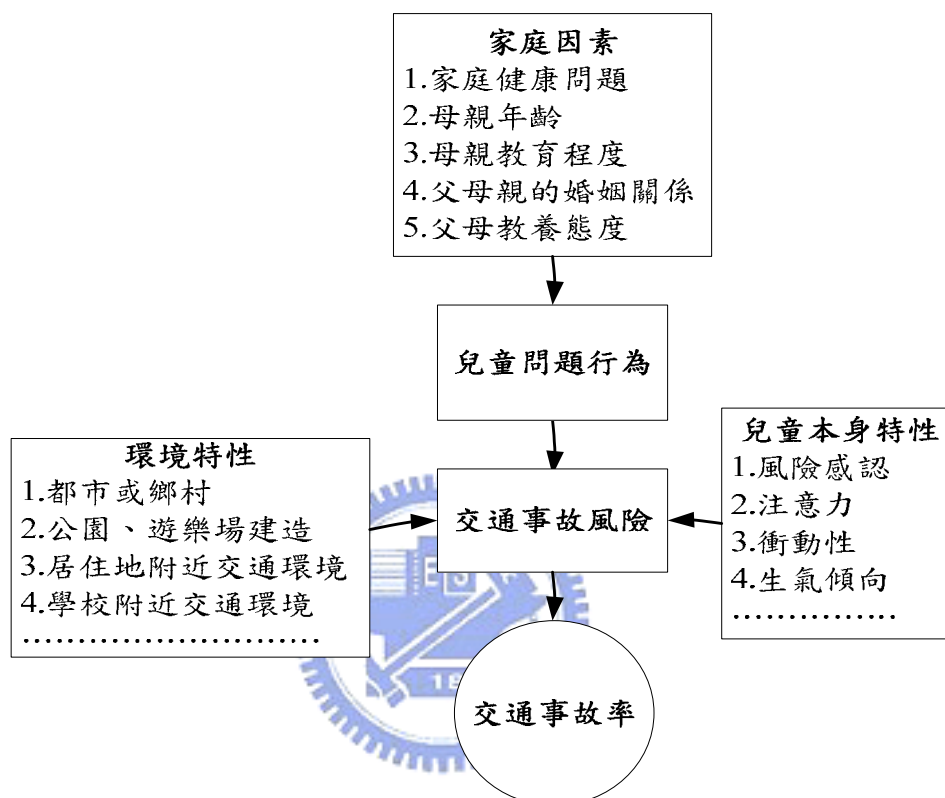 家庭因素
1.家庭健康問題
2.母親年齡
3.母親教育程度
4.父母親的婚姻關係
5.父母教養態度
兒童問題行為
環境特性
1.都市或鄉村
2.公園、遊樂場建造
3.居住地附近交通環境
4.學校附近交通環境
...........................
交通事故風險
兒童本身特性
1.風險感認
2.注意力
3.衝動性
4.生氣傾向
...............
交通事故率